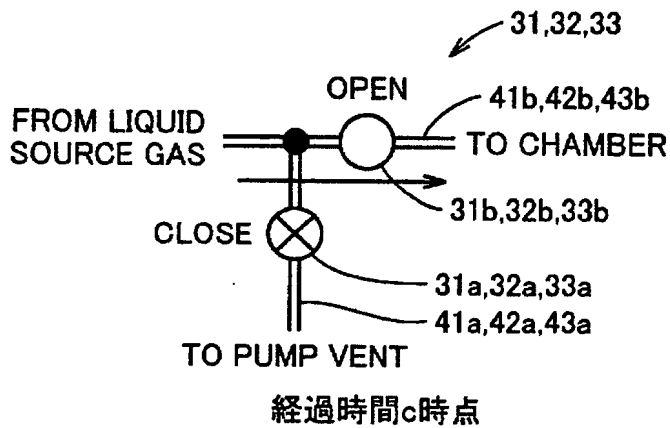 31,32,33
OPEN
41b,42b,43b
FROM LIQUID
SOURCE GAS
TO CHAMBER
31b,32b,33b
CLOSE
31a,32a,33a
41a,42a,43a
TO PUMP VENT
経過時間c時点